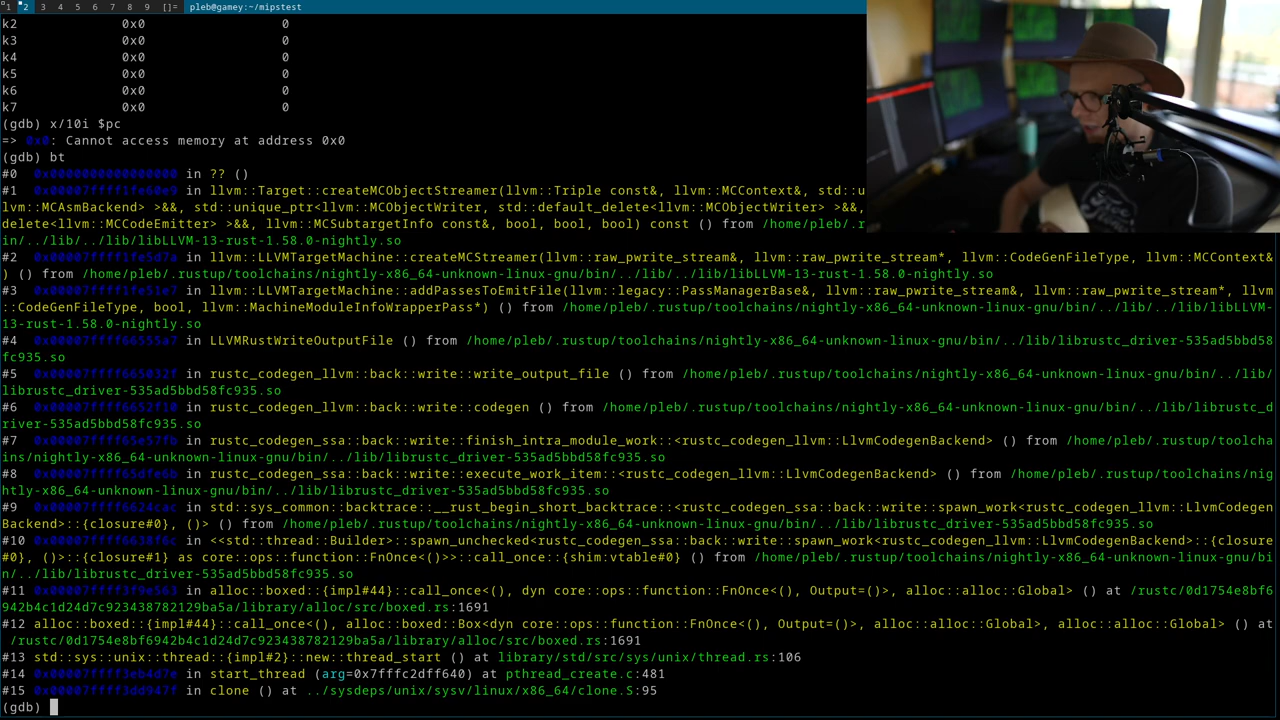 1 2 3 4 5 6 7 8 9 []= pleb@gamey:~/mipstest
k2 0x0 0
k3 0x0 0
k4 0x0 0
k5 0x0 0
k6 0x0 0
k7 0x0 0
(gdb) x/10i $pc
=> 0x0: Cannot access memory at address 0x0
(gdb) bt
#0 0x0000000000000000 in ?? ()
#1 0x00007ffff1fe60e9 in llvm::Target::createMCObjectStreamer(llvm::Triple const&, llvm::MCContext&, std::u
lvm::MCAsmBackend> >&&, std::unique_ptr<llvm::MCObjectWriter, std::default_delete<llvm::MCObjectWriter> >&&,
delete<llvm::MCCodeEmitter> >&&, llvm::MCSubtargetInfo const&, bool, bool, bool) const () from /home/pleb/.r
in/../lib/../lib/libLLVM-13-rust-1.58.0-nightly.so
#2 0x00007ffff1fe5d7a in llvm::LLVMTargetMachine::createMCStreamer(llvm::raw_pwrite_stream&, llvm::raw_pwrite_stream*, llvm::CodeGenFileType, llvm::MCContext&
) () from /home/pleb/.rustup/toolchains/nightly-x86_64-unknown-linux-gnu/bin/../lib/../lib/libLLVM-13-rust-1.58.0-nightly.so
#3 0x00007ffff1fe51e7 in llvm::LLVMTargetMachine::addPassesToEmitFile(llvm::legacy::PassManagerBase&, llvm::raw_pwrite_stream&, llvm::raw_pwrite_stream*, llvm
::CodeGenFileType, bool, llvm::MachineModuleInfoWrapperPass*) () from /home/pleb/.rustup/toolchains/nightly-x86_64-unknown-linux-gnu/bin/../lib/../lib/libLLVM-
13-rust-1.58.0-nightly.so
#4 0x00007ffff66555a7 in LLVMRustWriteOutputFile () from /home/pleb/.rustup/toolchains/nightly-x86_64-unknown-linux-gnu/bin/../lib/librustc_driver-535ad5bbd58
fc935.so
#5 0x00007ffff665032f in rustc_codegen_llvm::back::write::write_output_file () from /home/pleb/.rustup/toolchains/nightly-x86_64-unknown-linux-gnu/bin/../lib/
librustc_driver-535ad5bbd58fc935.so
#6 0x00007ffff6652f10 in rustc_codegen_llvm::back::write::codegen () from /home/pleb/.rustup/toolchains/nightly-x86_64-unknown-linux-gnu/bin/../lib/librustc_d
river-535ad5bbd58fc935.so
#7 0x00007ffff65e57fb in rustc_codegen_ssa::back::write::finish_intra_module_work::<rustc_codegen_llvm::LlvmCodegenBackend> () from /home/pleb/.rustup/toolcha
ins/nightly-x86_64-unknown-linux-gnu/bin/../lib/librustc_driver-535ad5bbd58fc935.so
#8 0x00007ffff65dfe6b in rustc_codegen_ssa::back::write::execute_work_item::<rustc_codegen_llvm::LlvmCodegenBackend> () from /home/pleb/.rustup/toolchains/nig
htly-x86_64-unknown-linux-gnu/bin/../lib/librustc_driver-535ad5bbd58fc935.so
#9 0x00007ffff6624cac in std::sys_common::backtrace::__rust_begin_short_backtrace::<rustc_codegen_ssa::back::write::spawn_work<rustc_codegen_llvm::LlvmCodegen
Backend>::{closure#0}, ()> () from /home/pleb/.rustup/toolchains/nightly-x86_64-unknown-linux-gnu/bin/../lib/librustc_driver-535ad5bbd58fc935.so
#10 0x00007ffff6638f6c in <<std::thread::Builder>::spawn_unchecked<rustc_codegen_ssa::back::write::spawn_work<rustc_codegen_llvm::LlvmCodegenBackend>::{closure
#0}, ()>::{closure#1} as core::ops::function::FnOnce<()>>::call_once::{shim:vtable#0} () from /home/pleb/.rustup/toolchains/nightly-x86_64-unknown-linux-gnu/bi
n/../lib/librustc_driver-535ad5bbd58fc935.so
#11 0x00007ffff3f9e563 in alloc::boxed::{impl#44}::call_once<(), dyn core::ops::function::FnOnce<(), Output=()>, alloc::alloc::Global> () at /rustc/0d1754e8bf6
942b4c1d24d7c923438782129ba5a/library/alloc/src/boxed.rs:1691
#12 alloc::boxed::{impl#44}::call_once<(), alloc::boxed::Box<dyn core::ops::function::FnOnce<(), Output=()>, alloc::alloc::Global>, alloc::alloc::Global> () at
/rustc/0d1754e8bf6942b4c1d24d7c923438782129ba5a/library/alloc/src/boxed.rs:1691
#13 std::sys::unix::thread::{impl#2}::new::thread_start () at library/std/src/sys/unix/thread.rs:106
#14 0x00007ffff3eb4d7e in start_thread (arg=0x7fffc2dff640) at pthread_create.c:481
#15 0x00007ffff3dd947f in clone () at ../sysdeps/unix/sysv/linux/x86_64/clone.S:95
(gdb)